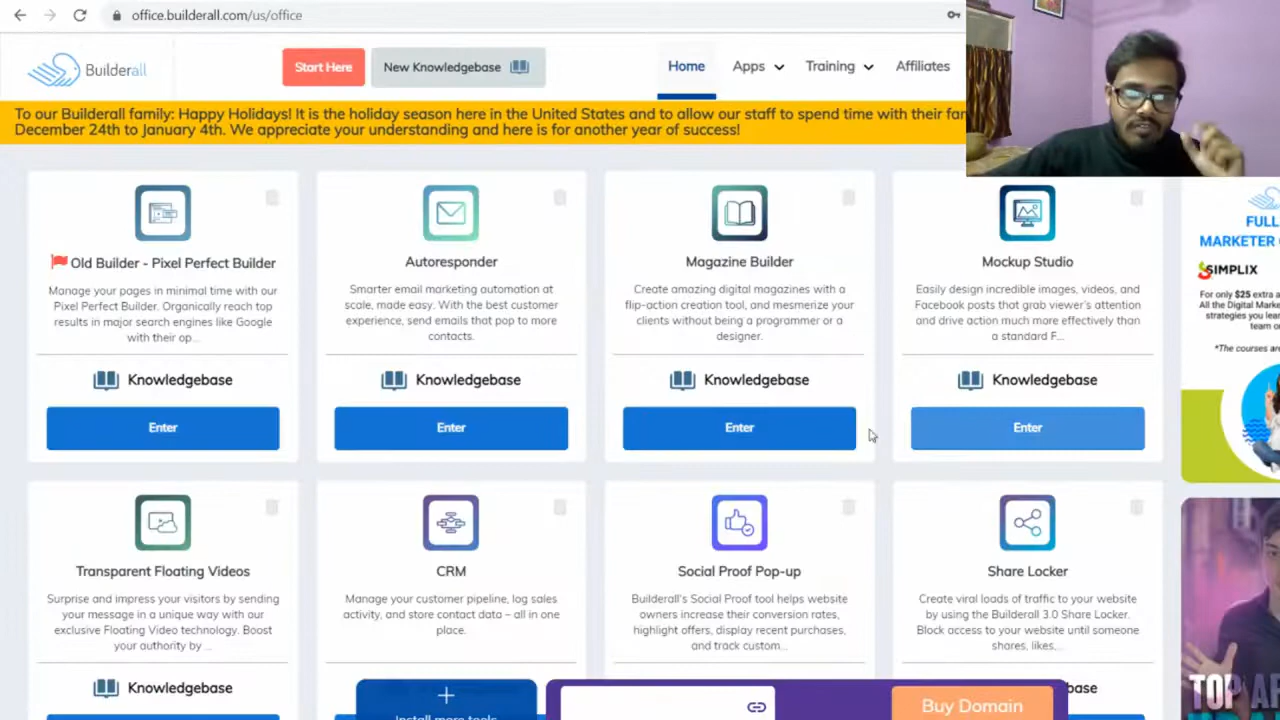 office.builderall.com/us/office
Builderall
Start Here
New Knowledgebase
Home
Apps
Training
Affiliates
To our Builderall family: Happy Holidays! It is the holiday season here in the United States and to allow our staff to spend time with their
December 24th to January 4th. We appreciate your understanding and here is for another year of success!
Old Builder - Pixel Perfect Builder
Manage your pages in minimal time with our
Pixel Perfect Builder. Organically reach top
results in major search engines like Google
with their op...
Knowledgebase
Enter
Autoresponder
Smarter email marketing automation at
scale, made easy. With the best customer
experience, send emails that pop to more
contacts.
Knowledgebase
Enter
Magazine Builder
Create amazing digital magazines with a
flip-action creation tool, and mesmerize your
clients without being a programmer or a
designer.
Knowledgebase
Enter
Mockup Studio
Easily design incredible images, videos, and
Facebook posts that grab viewer's attention
and drive action much more effectively than
a standard F...
Knowledgebase
Enter
FULL
MARKETER
SIMPLIX
For only $25 extra a
All the Digital Marke
strategies you lear
team o
*The courses are
Transparent Floating Videos
Surprise and impress your visitors by sending
your message in a unique way with our
exclusive Floating Video technology. Boost
your authority by ...
Knowledgebase
CRM
Manage your customer pipeline, log sales
activity, and store contact data – all in one
place.
Social Proof Pop-up
Builderall's Social Proof tool helps website
owners increase their conversion rates,
highlight offers, display recent purchases,
and track custom...
Share Locker
Create viral loads of traffic to your website
by using the Builderall 3.0 Share Locker.
Block access to your website until someone
shares, likes,...
base
Install more tools
Buy Domain
TOP AF